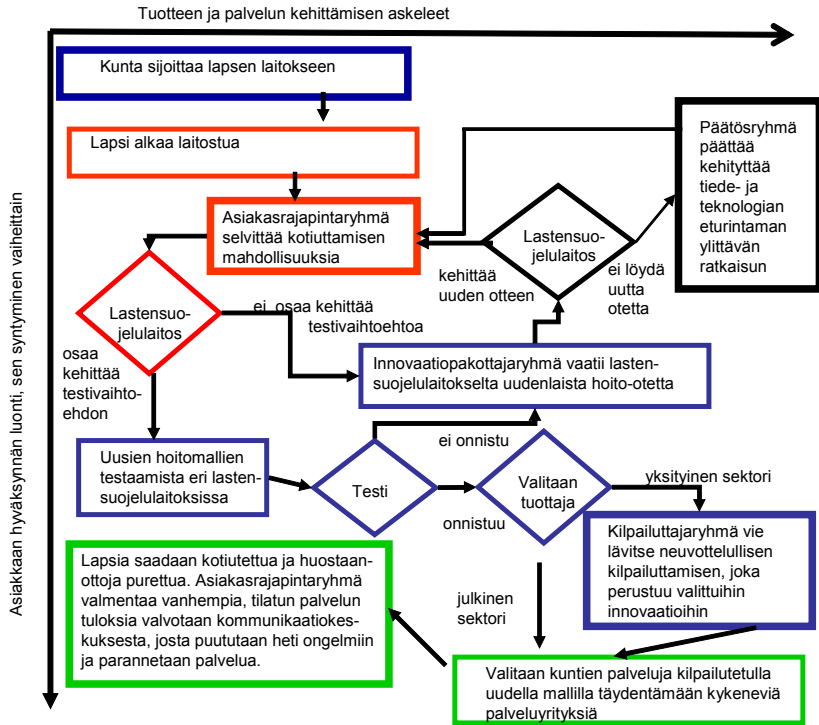 Tuotteen ja palvelun kehittämisen askeleet
Asiakkaan hyväksynnän luonti, sen syntyminen vaiheittain
Kunta sijoittaa lapsen laitokseen
Lapsi alkaa laitostua
Asiakasrajapintaryhmä
selvittää kotiuttamisen
mahdollisuuksia
Lastensuo-
jelulaitos
Päätösryhmä
päättää
kehityttää
tiede- ja
teknologian
eturintaman
ylittävän
ratkaisun
kehittää
uuden otteen
ei löydä
uutta
otetta
Lastensuo-
jelulaitos
ei osaa kehittää
testivaihtoehtoa
osaa
kehittää
testivaihto-
ehdon
Innovaatiopakottajaryhmä vaatii lasten-
suojelulaitokselta uudenlaista hoito-otetta
Uusien hoitomallien
testaamista eri lasten-
suojelulaitoksissa
Testi
ei onnistu
onnistuu
Valitaan
tuottaja
yksityinen sektori
julkinen
sektori
Kilpailuttajaryhmä vie
lävitse neuvottelullisen
kilpailuttamisen, joka
perustuu valittuihin
innovaatioihin
Lapsia saadaan kotiutettua ja huostaan-
ottoja purettua. Asiakasrajapintaryhmä
valmentaa vanhempia, tilatun palvelun
tuloksia valvotaan kommunikaatiokes-
kuksesta, josta puututaan heti ongelmiin
ja parannetaan palvelua.
Valitaan kuntien palveluja kilpailutetulla
uudella mallilla täydentämään kykeneviä
palveluyrityksiä